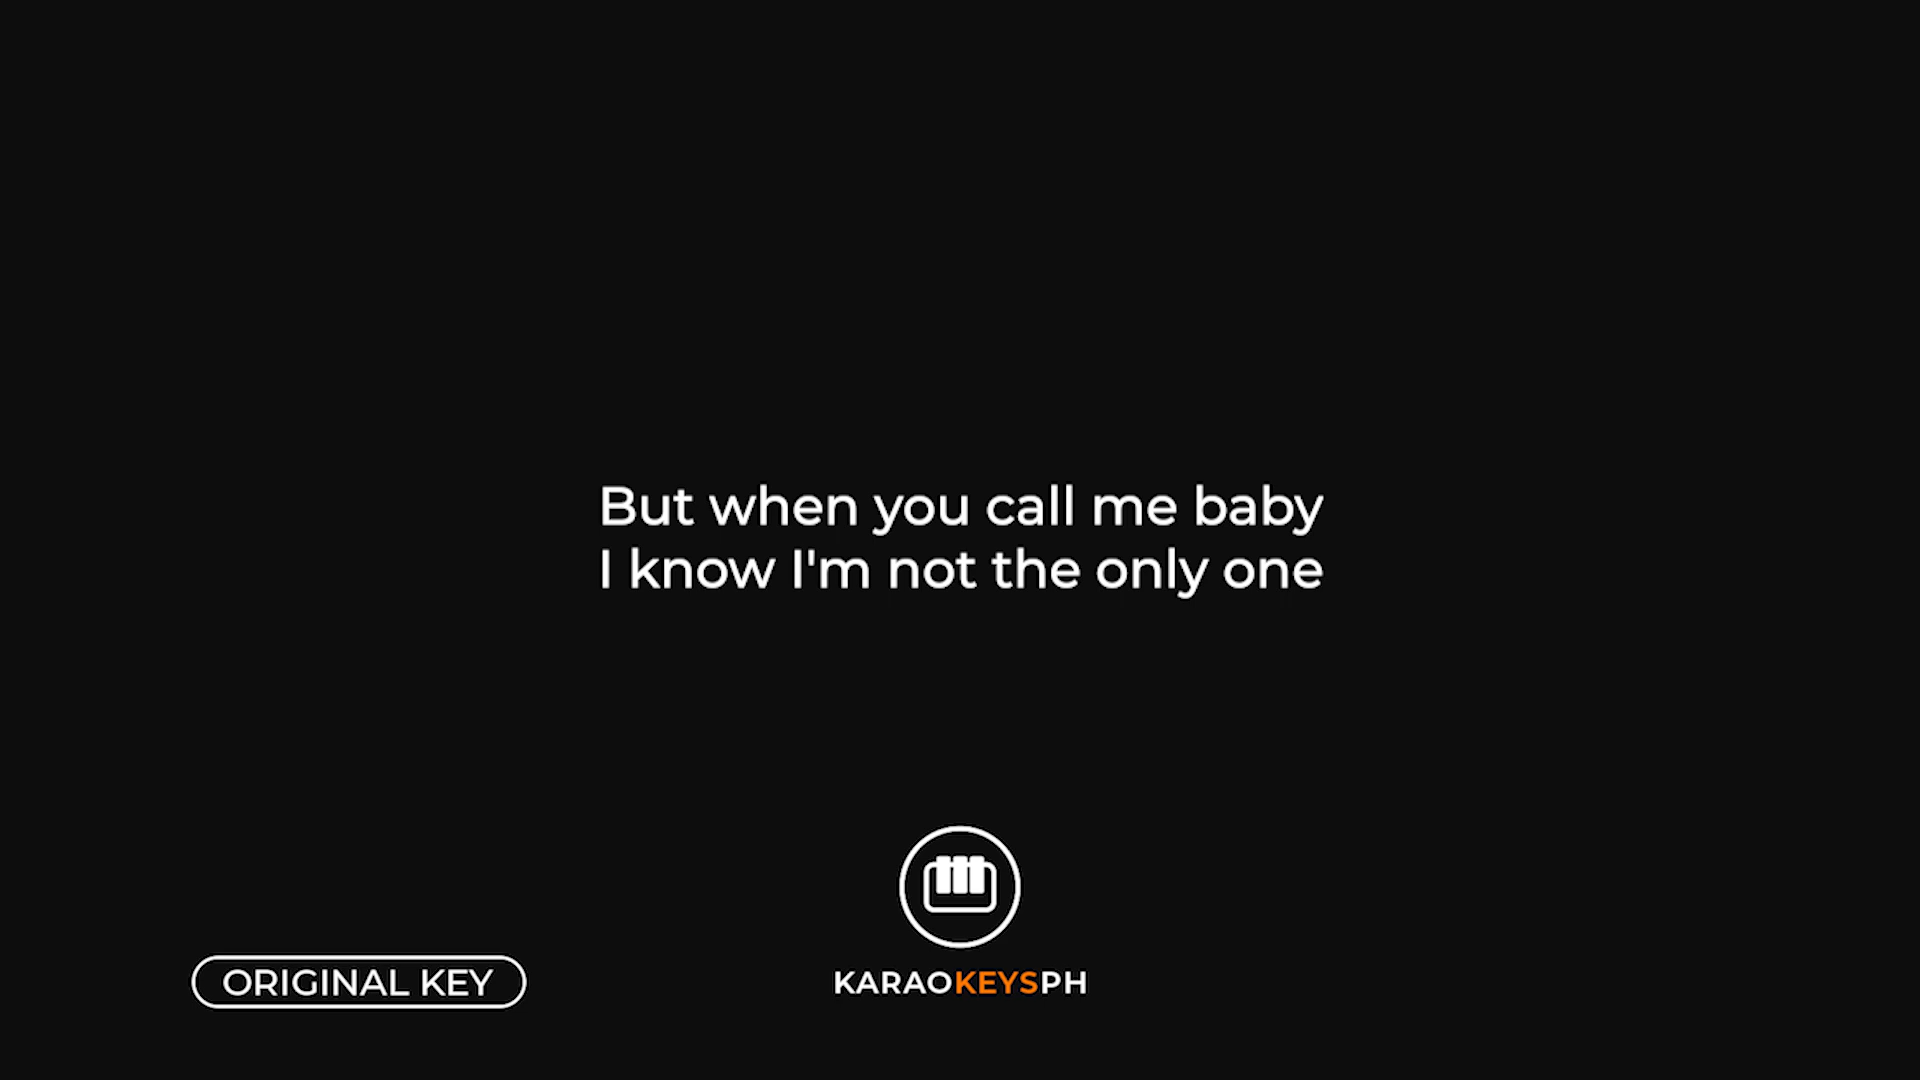 But when you call me baby
I know I'm not the only one
ORIGINAL KEY
KARAOKEYSPH